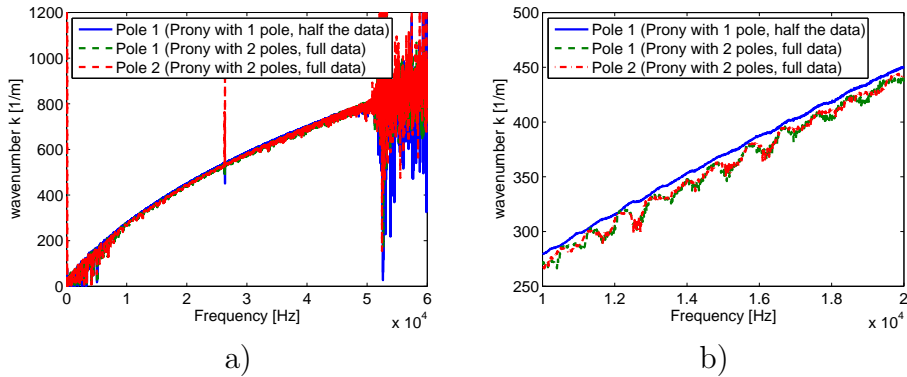 1200
1000
800
600
400
200
0
wavenumber k [1/m]
Pole 1 (Prony with 1 pole, half the data)
Pole 1 (Prony with 2 poles, full data)
Pole 2 (Prony with 2 poles, full data)
0 1 2 3 4 5 6
x 10^4
Frequency [Hz]
a)
500
450
400
350
300
250
wavenumber k [1/m]
Pole 1 (Prony with 1 pole, half the data)
Pole 1 (Prony with 2 poles, full data)
Pole 2 (Prony with 2 poles, full data)
1 1.2 1.4 1.6 1.8 2
x 10^4
Frequency [Hz]
b)